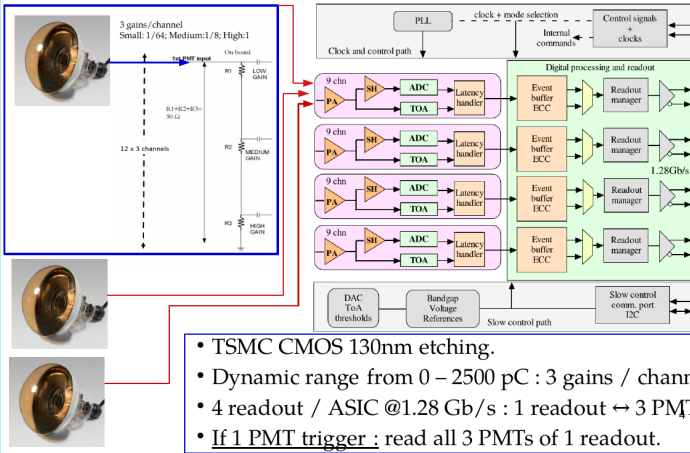 3 gains/channel
Small: 1/64; Medium:1/8; High:1
1st PMT input
On board
R1
LOW
GAIN
R1+R2+R3=
50 Ω
12 x 3 channels
R2
MEDIUM
GAIN
R3
HIGH
GAIN
PLL
clock + mode selection
Control signals
+
clocks
Internal
commands
Clock and control path
Digital processing and readout
9 chn
PA
SH
ADC
TOA
Latency
handler
Event
buffer
ECC
Readout
manager
1.28Gb/s
9 chn
PA
SH
ADC
TOA
Latency
handler
Event
buffer
ECC
Readout
manager
9 chn
PA
SH
ADC
TOA
Latency
handler
Event
buffer
ECC
Readout
manager
9 chn
PA
SH
ADC
TOA
Latency
handler
Event
buffer
ECC
Readout
manager
DAC
ToA
thresholds
Bandgap
Voltage
References
Slow control
comm. port
I2C
Slow control path
• TSMC CMOS 130nm etching.
• Dynamic range from 0 – 2500 pC : 3 gains /
• 4 readout / ASIC @1.28 Gb/s : 1 readout ↔ 3
4
• If 1 PMT trigger : read all 3 PMTs of 1 readout.